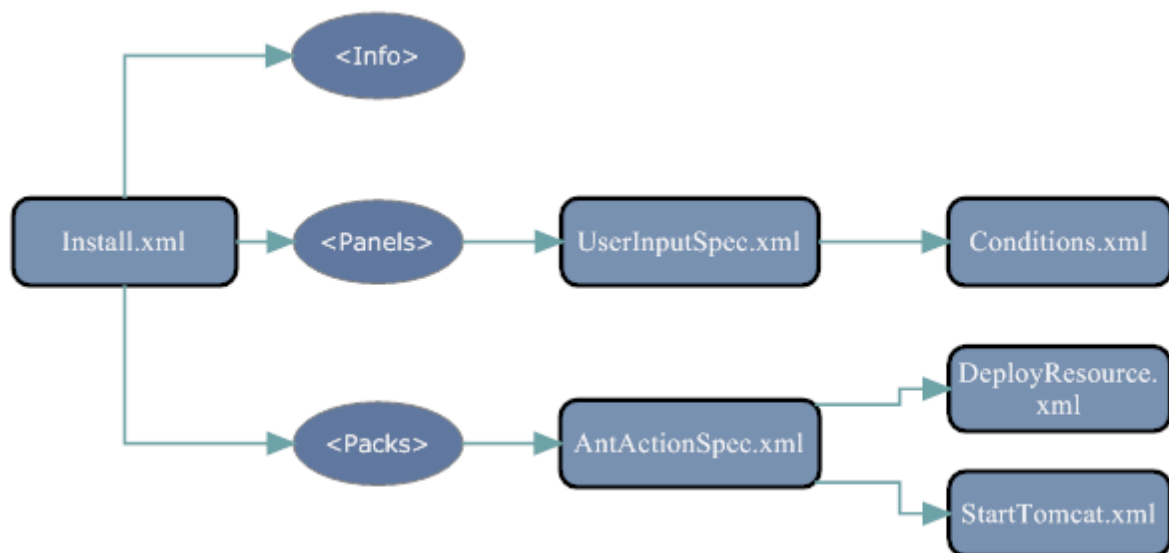 <Info>
Install.xml
<Panels>
UserInputSpec.xml
Conditions.xml
<Packs>
AntActionSpec.xml
DeployResource.
xml
StartTomcat.xml